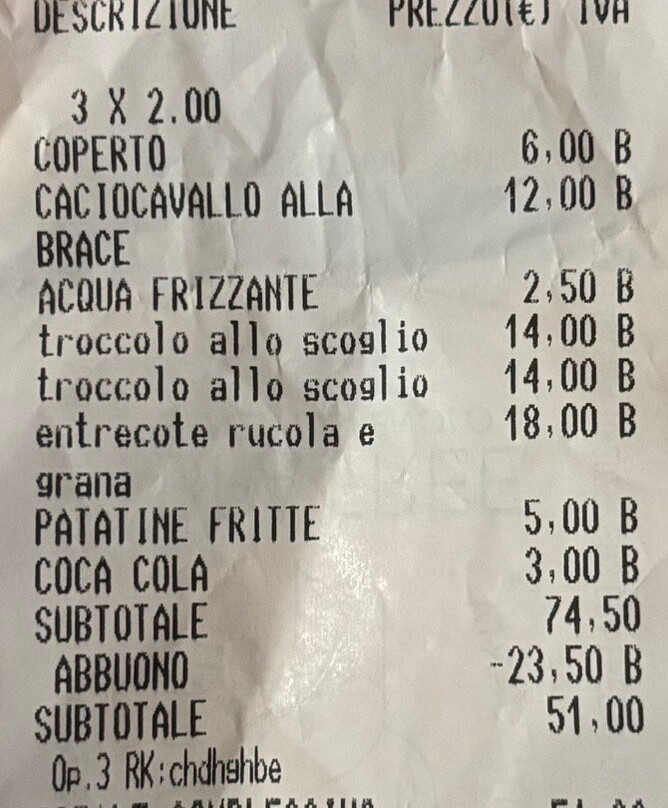 DESCRIZIONE PREZZO(€) IVA
3 X 2.00
COPERTO 6,00 B
CACIOCAVALLO ALLA 12,00 B
BRACE
ACQUA FRIZZANTE 2,50 B
troccolo allo scoglio 14,00 B
troccolo allo scoglio 14,00 B
entrecote rucola e 18,00 B
grana
PATATINE FRITTE 5,00 B
COCA COLA 3,00 B
SUBTOTALE 74,50
ABBUONO -23,50 B
SUBTOTALE 51,00
Op.3 RK:chdhghbe